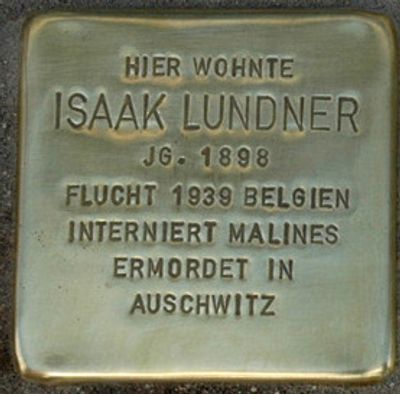 HIER WOHNTE
ISAAK LUNDNER
JG. 1898
FLUCHT 1939 BELGIEN
INTERNIERT MALINES
ERMORDET IN
AUSCHWITZ